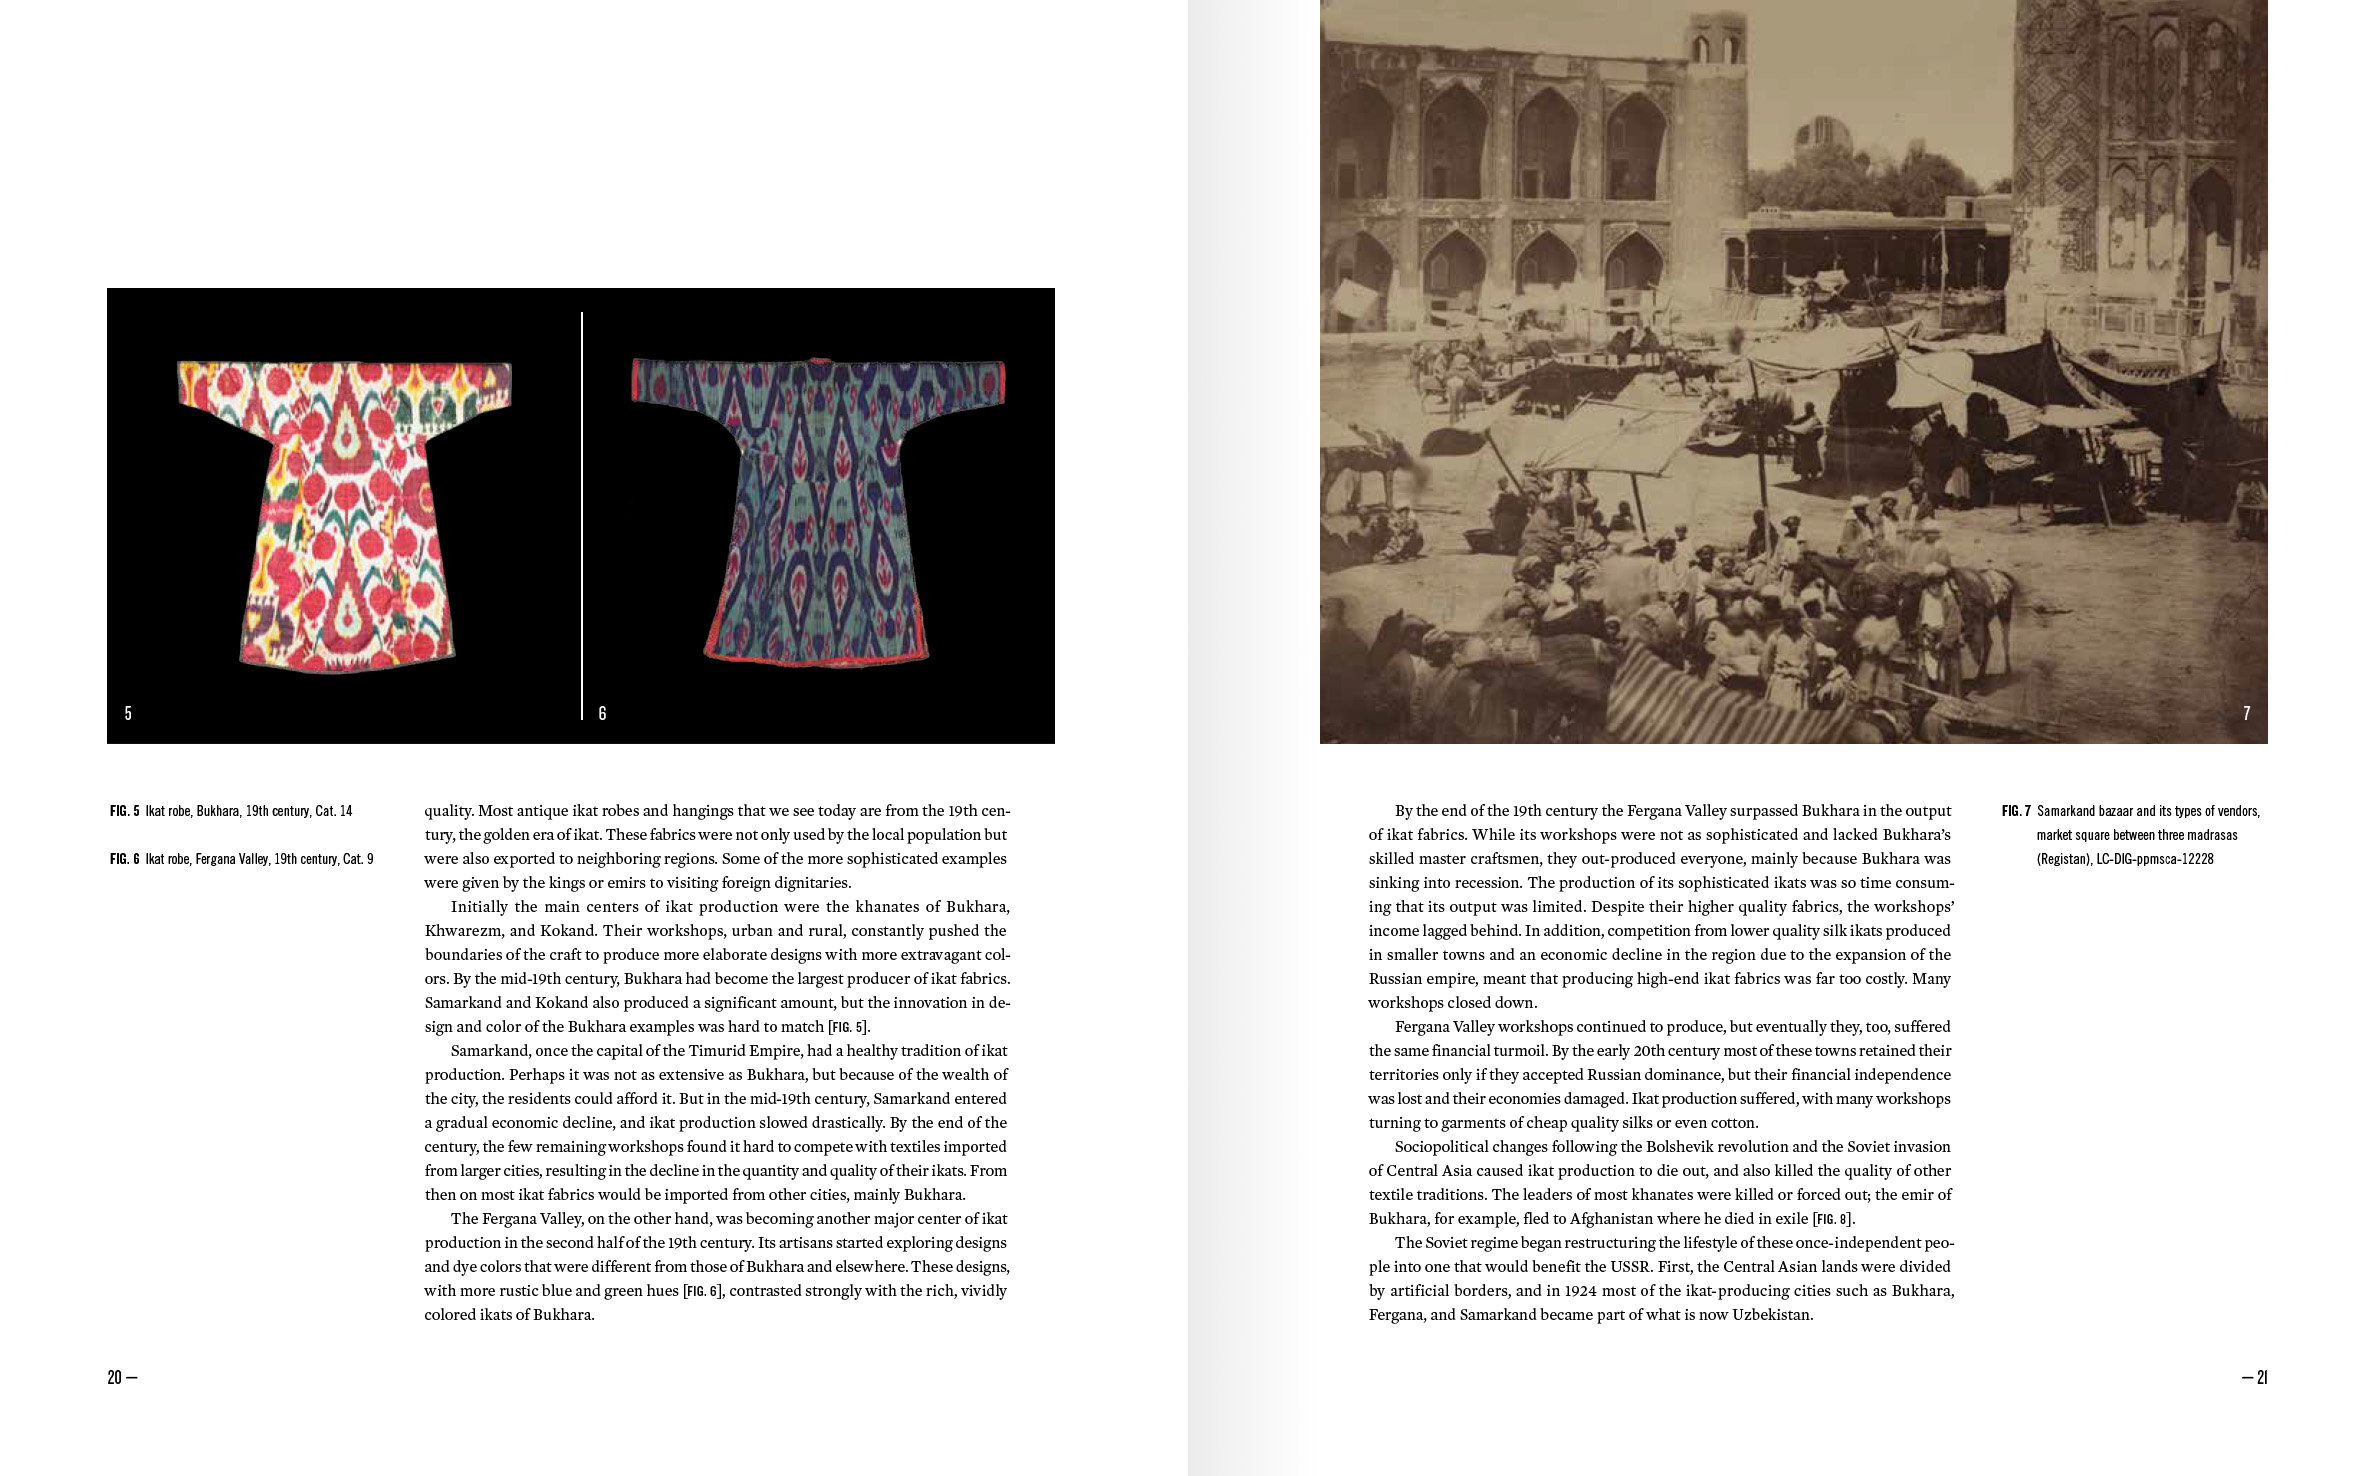 5
6
7
FIG. 5 Ikat robe, Bukhara, 19th century, Cat. 14
FIG. 6 Ikat robe, Fergana Valley, 19th century, Cat. 9
quality. Most antique ikat robes and hangings that we see today are from the 19th cen-
tury, the golden era of ikat. These fabrics were not only used by the local population but
were also exported to neighboring regions. Some of the more sophisticated examples
were given by the kings or emirs to visiting foreign dignitaries.
Initially the main centers of ikat production were the khanates of Bukhara,
Khwarezm, and Kokand. Their workshops, urban and rural, constantly pushed the
boundaries of the craft to produce more elaborate designs with more extravagant col-
ors. By the mid-19th century, Bukhara had become the largest producer of ikat fabrics.
Samarkand and Kokand also produced a significant amount, but the innovation in de-
sign and color of the Bukhara examples was hard to match [FIG. 5].
Samarkand, once the capital of the Timurid Empire, had a healthy tradition of ikat
production. Perhaps it was not as extensive as Bukhara, but because of the wealth of
the city, the residents could afford it. But in the mid-19th century, Samarkand entered
a gradual economic decline, and ikat production slowed drastically. By the end of the
century, the few remaining workshops found it hard to compete with textiles imported
from larger cities, resulting in the decline in the quantity and quality of their ikats. From
then on most ikat fabrics would be imported from other cities, mainly Bukhara.
The Fergana Valley, on the other hand, was becoming another major center of ikat
production in the second half of the 19th century. Its artisans started exploring designs
and dye colors that were different from those of Bukhara and elsewhere. These designs,
with more rustic blue and green hues [FIG. 6], contrasted strongly with the rich, vividly
colored ikats of Bukhara.
20 —
By the end of the 19th century the Fergana Valley surpassed Bukhara in the output
of ikat fabrics. While its workshops were not as sophisticated and lacked Bukhara’s
skilled master craftsmen, they out-produced everyone, mainly because Bukhara was
sinking into recession. The production of its sophisticated ikats was so time consum-
ing that its output was limited. Despite their higher quality fabrics, the workshops’
income lagged behind. In addition, competition from lower quality silk ikats produced
in smaller towns and an economic decline in the region due to the expansion of the
Russian empire, meant that producing high-end ikat fabrics was far too costly. Many
workshops closed down.
Fergana Valley workshops continued to produce, but eventually they, too, suffered
the same financial turmoil. By the early 20th century most of these towns retained their
territories only if they accepted Russian dominance, but their financial independence
was lost and their economies damaged. Ikat production suffered, with many workshops
turning to garments of cheap quality silks or even cotton.
Sociopolitical changes following the Bolshevik revolution and the Soviet invasion
of Central Asia caused ikat production to die out, and also killed the quality of other
textile traditions. The leaders of most khanates were killed or forced out; the emir of
Bukhara, for example, fled to Afghanistan where he died in exile [FIG. 8].
The Soviet regime began restructuring the lifestyle of these once-independent peo-
ple into one that would benefit the USSR. First, the Central Asian lands were divided
by artificial borders, and in 1924 most of the ikat-producing cities such as Bukhara,
Fergana, and Samarkand became part of what is now Uzbekistan.
FIG. 7 Samarkand bazaar and its types of vendors,
market square between three madrasas
(Registan), LC-DIG-ppmsca-12228
— 21